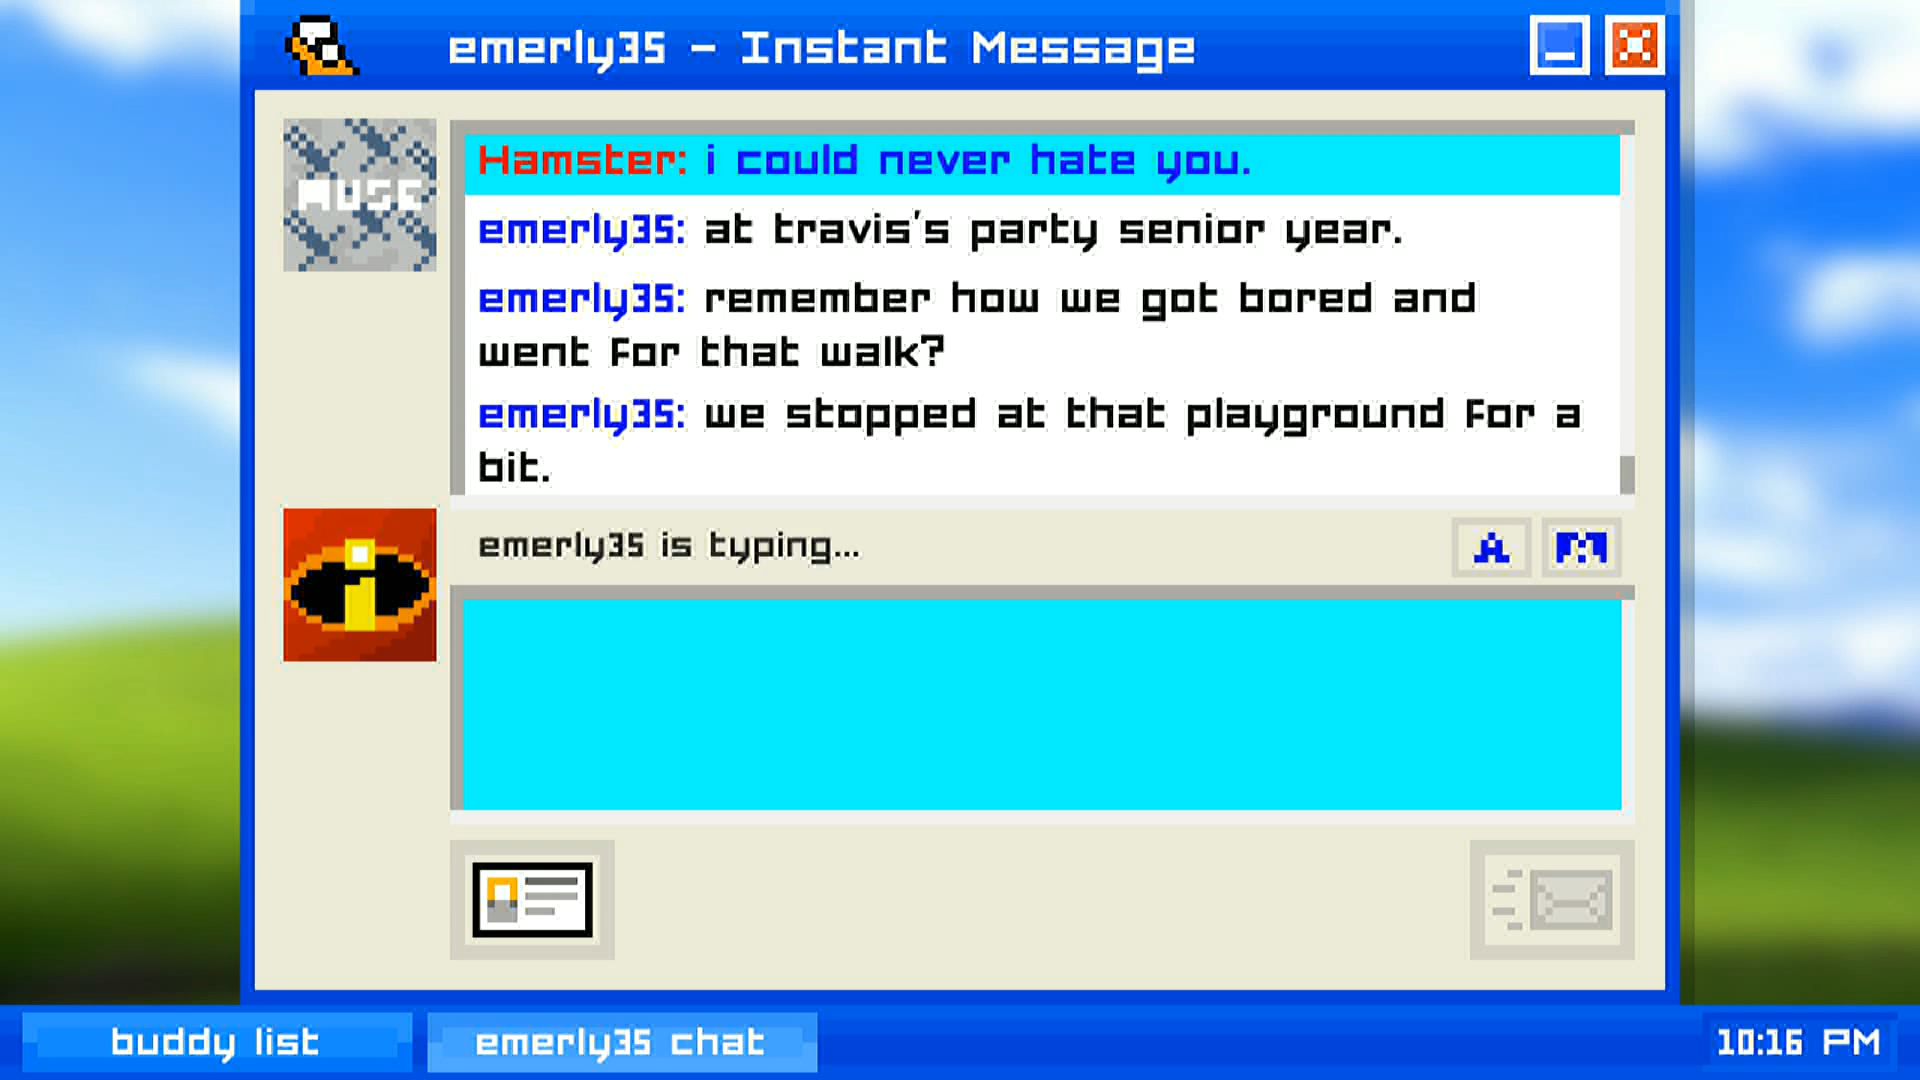 emerly35 - Instant Message
MUSE
Hamster: i could never hate you.
emerly35: at travis's party senior year.
emerly35: remember how we got bored and
went for that walk?
emerly35: we stopped at that playground for a
bit.
emerly35 is typing...
A
buddy list
emerly35 chat
10:16 PM